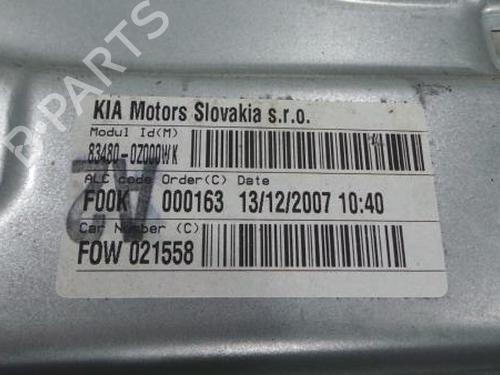 B-PARTS
KIA Motors Slovakia s.r.o.
Modul Id(M)
83480-0Z000WK
ALC code Order(C) Date
F00K 000163 13/12/2007 10:40
Car Number (C)
FOW 021558